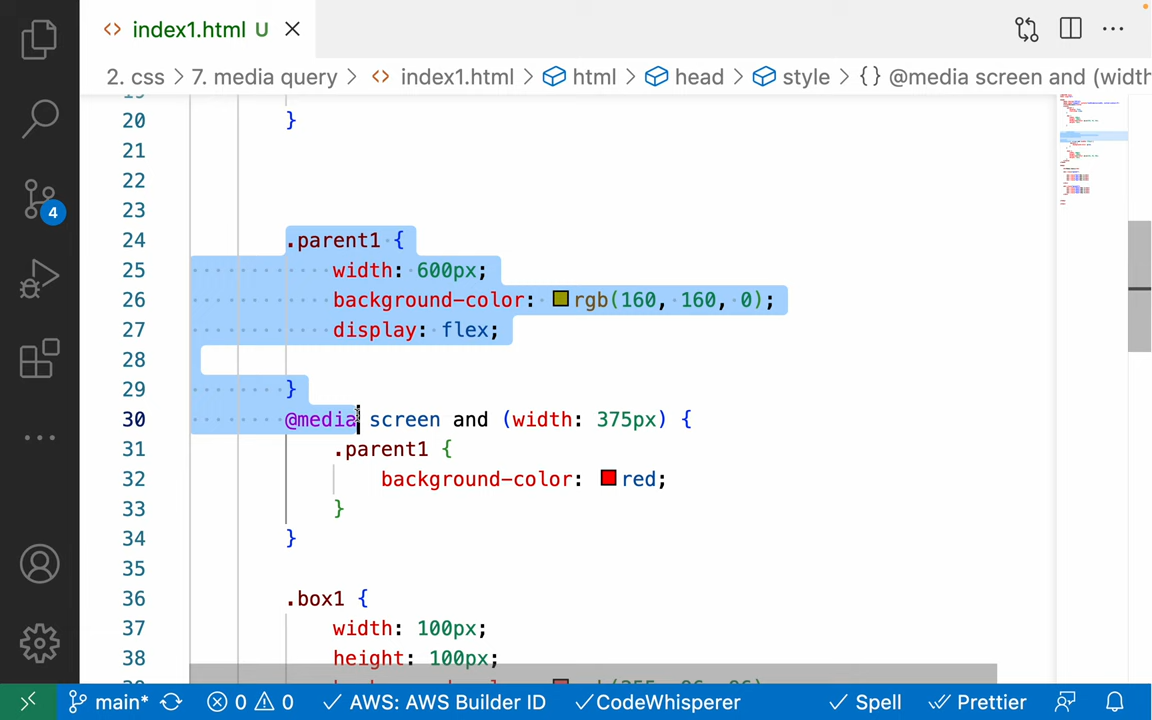 index1.html U
2. css > 7. media query > index1.html > html > head > style > {} @media screen and (width
20 }
21
22
23
24 .parent1 {
25 width: 600px;
26 background-color: rgb(160, 160, 0);
27 display: flex;
28
29 }
30 @media screen and (width: 375px) {
31 .parent1 {
32 background-color: red;
33 }
34 }
35
36 .box1 {
37 width: 100px;
38 height: 100px;
4
main* 0 0 AWS: AWS Builder ID CodeWhisperer Spell Prettier